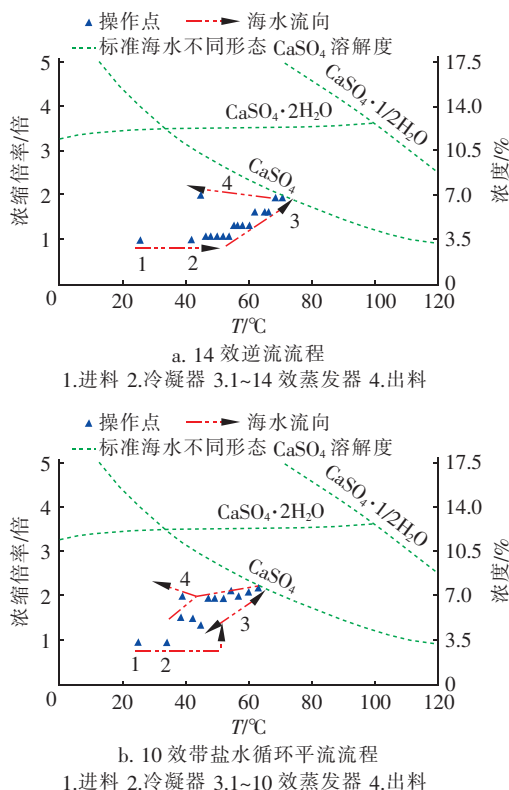 操作点 海水流向
标准海水不同形态 CaSO₄ 溶解度
5 17.5
CaSO₄·1/2H₂O
4 14.0
CaSO₄·2H₂O
3 10.5
CaSO₄
4
2 7.0
3
1 3.5
1 2
0
0 20 40 60 80 100 120
浓缩倍率/倍
浓度/%
T/℃
a. 14 效逆流流程
1.进料 2.冷凝器 3.1~14 效蒸发器 4.出料
操作点 海水流向
标准海水不同形态 CaSO₄ 溶解度
5 17.5
CaSO₄·1/2H₂O
4 14.0
CaSO₄·2H₂O
3 10.5
CaSO₄
4
2 7.0
3
1 3.5
1 2
0
0 20 40 60 80 100 120
浓缩倍率/倍
浓度/%
T/℃
b. 10 效带盐水循环平流流程
1.进料 2.冷凝器 3.1~10 效蒸发器 4.出料